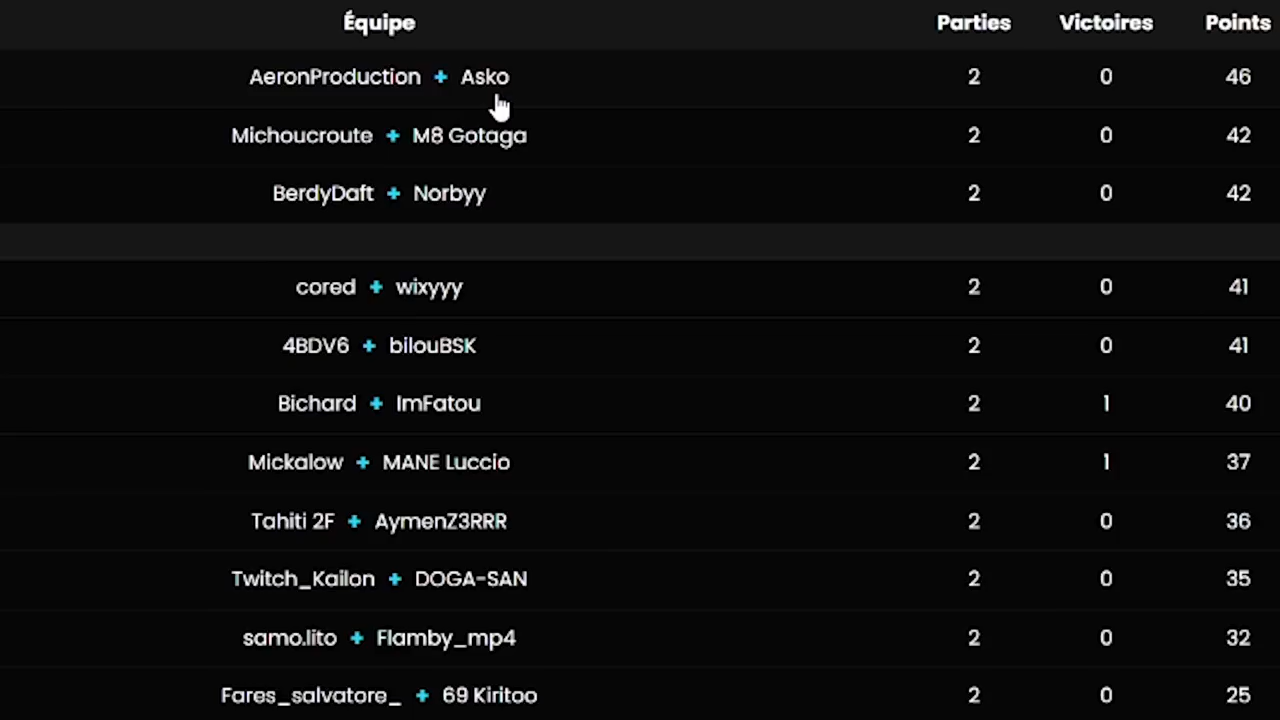 Équipe Parties Victoires Points
AeronProduction + Asko 2 0 46
Michoucroute + M8 Gotaga 2 0 42
BerdyDaft + Norbyy 2 0 42
cored + wixyyy 2 0 41
4BDV6 + bilouBSK 2 0 41
Bichard + ImFatou 2 1 40
Mickalow + MANE Luccio 2 1 37
Tahiti 2F + AymenZ3RRR 2 0 36
Twitch_Kailon + DOGA-SAN 2 0 35
samo.lito + Flamby_mp4 2 0 32
Fares_salvatore_ + 69 Kiritoo 2 0 25